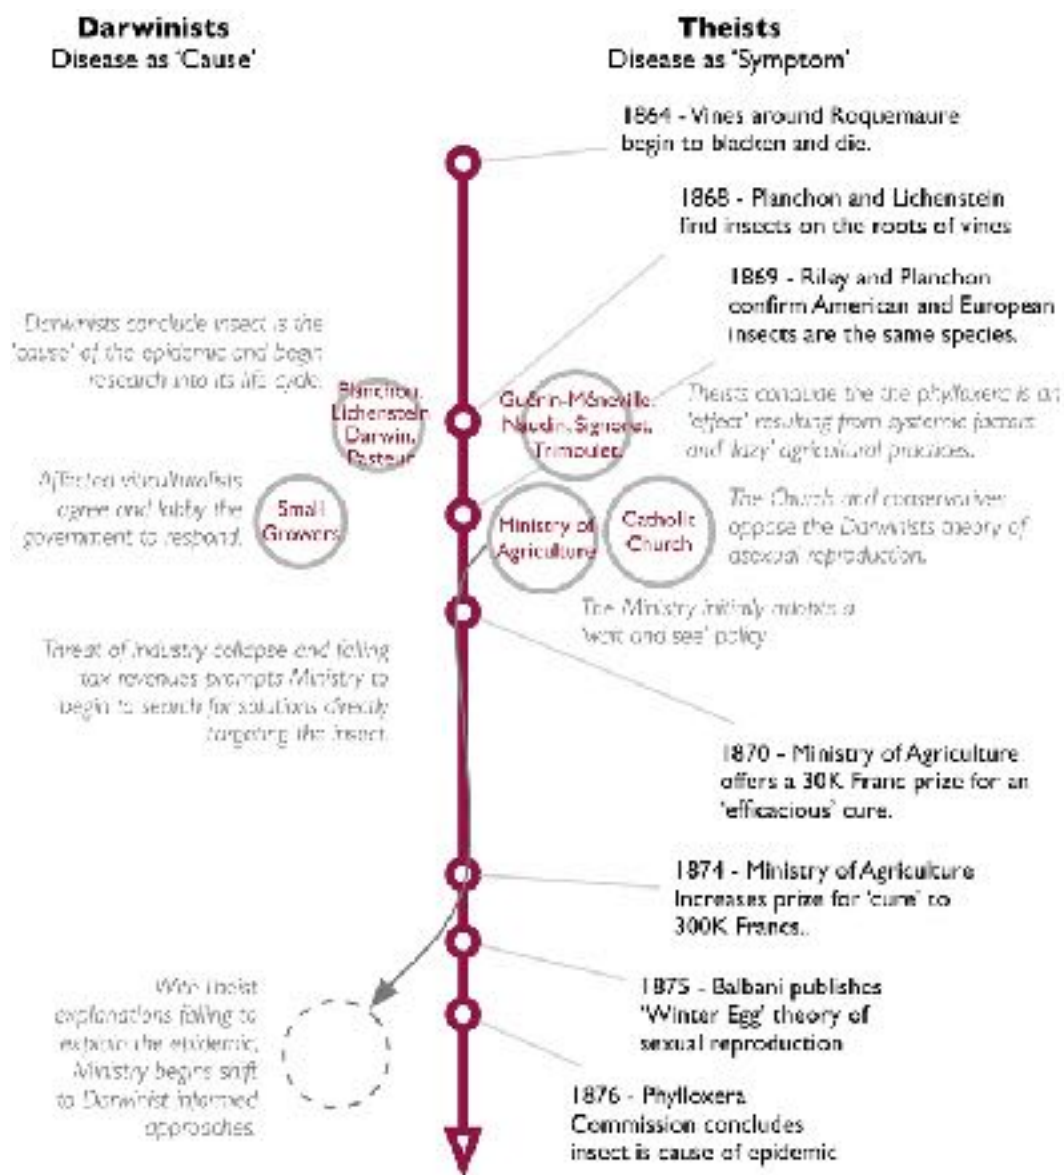 Darwinists
Disease as 'Cause'
Theists
Disease as 'Symptom'
1864 - Vines around Roquemaure
begin to blacken and die.
1868 - Planchon and Lichenstein
find insects on the roots of vines
1869 - Riley and Planchon
confirm American and European
insects are the same species.
Darwinists conclude insect is the
'cause' of the epidemic and begin
research into its life cycle.
Planchon,
Lichenstein
Darwin,
Pasteur
Guérin-Méneville,
Naudin, Signoret,
Trimoulet.
Theists conclude the the phylloxera is an
'effect' resulting from systemic factors
and 'lazy' agricultural practices.
Affected viticulturalists
agree and lobby the
government to respond.
Small
Growers
Ministry of
Agriculture
Catholic
Church
The Church and conservatives
oppose the Darwinists theory of
asexual reproduction.
The Ministry initially adopts a
'wait and see' policy
Threat of industry collapse and falling
tax revenues prompts Ministry to
begin to search for solutions directly
targeting the insect.
1870 - Ministry of Agriculture
offers a 30K Franc prize for an
'efficacious' cure.
1874 - Ministry of Agriculture
Increases prize for 'cure' to
300K Francs..
1875 - Balbani publishes
'Winter Egg' theory of
sexual reproduction
With Theist
explanations failing to
explain the epidemic,
Ministry begins shift
to Darwinist informed
approaches.
1876 - Phylloxera
Commission concludes
insect is cause of epidemic